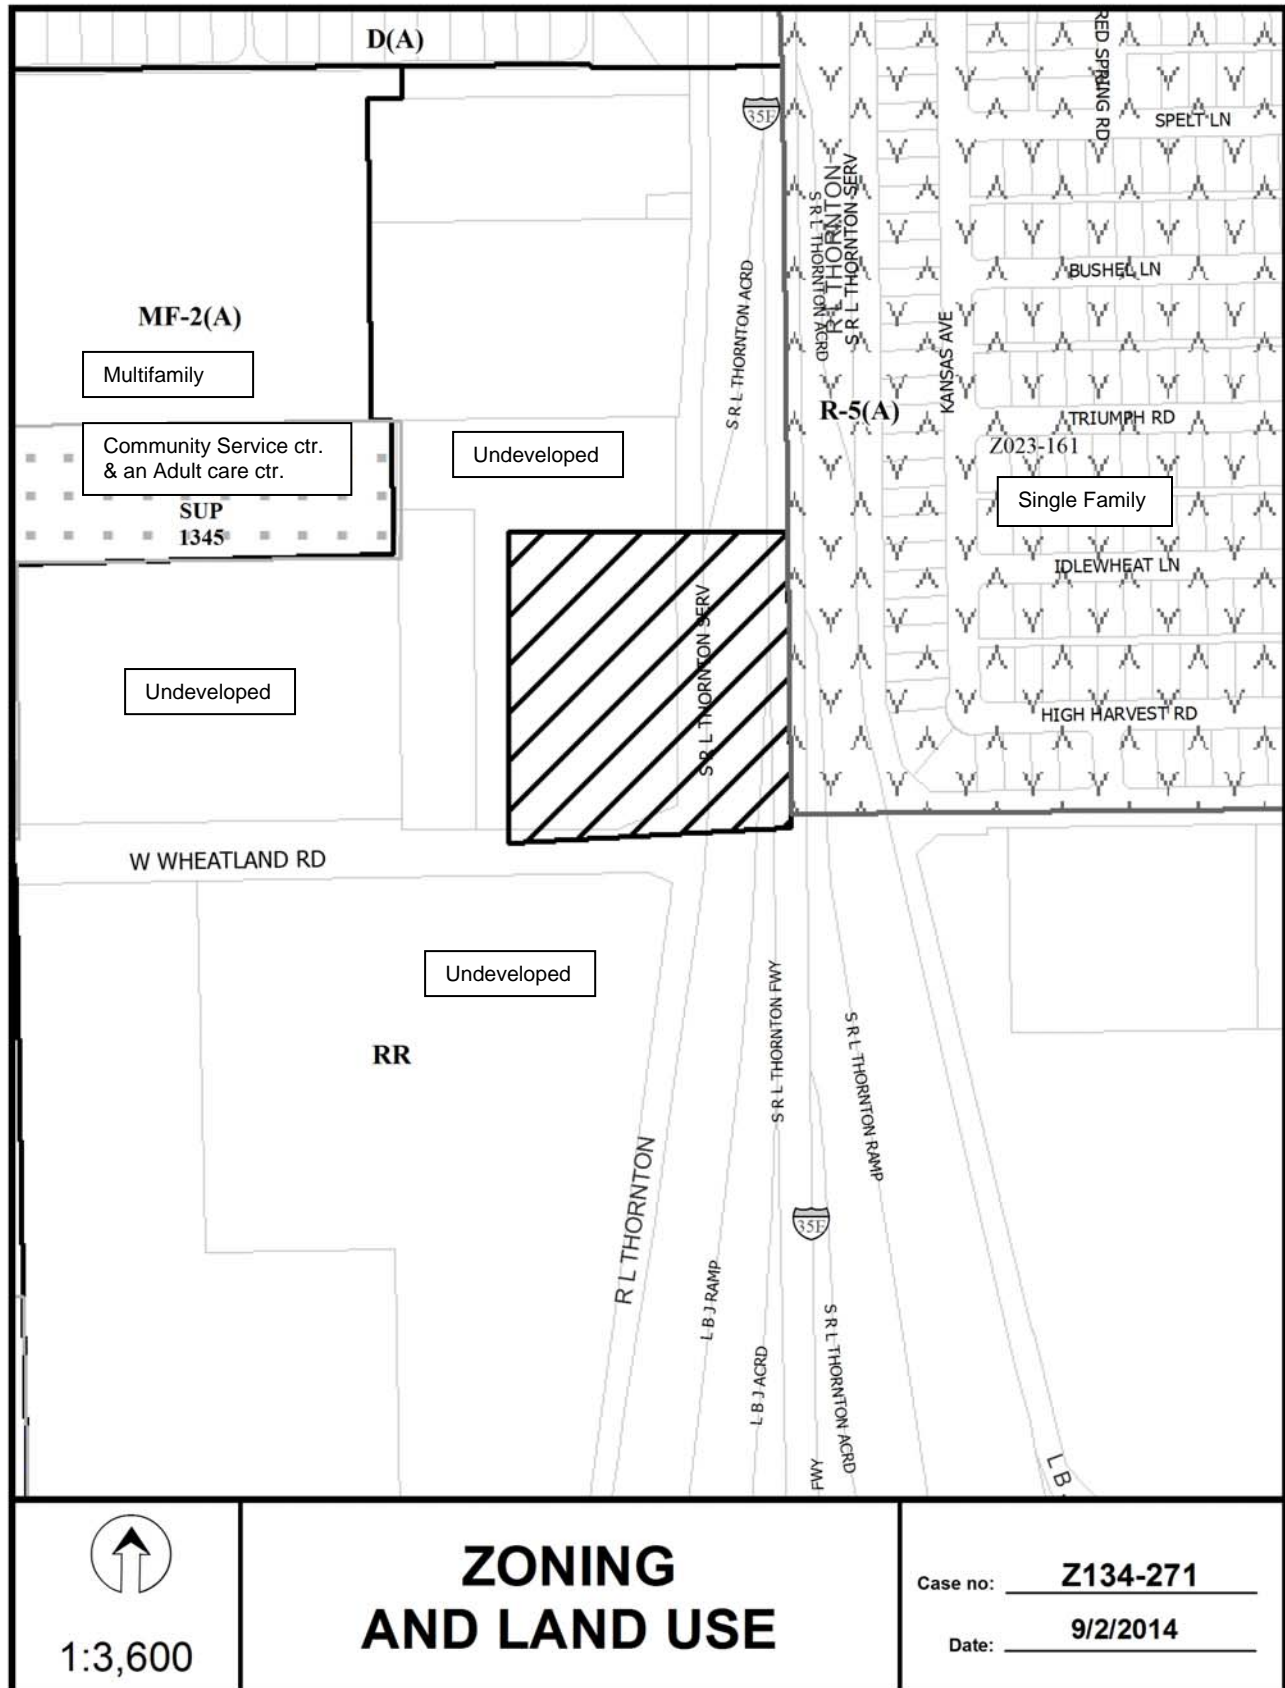 D(A)
RED SPRING RD
SPELT LN
35E
R L THORNTON
S R L THORNTON SERV
S R L THORNTON ACRD
S R L THORNTON ACRD
BUSHEL LN
MF-2(A)
KANSAS AVE
Multifamily
R-5(A)
TRIUMPH RD
Z023-161
Community Service ctr.
& an Adult care ctr.
Undeveloped
Single Family
SUP
1345
IDLEWHEAT LN
S R L THORNTON SERV
Undeveloped
HIGH HARVEST RD
W WHEATLAND RD
Undeveloped
S R L THORNTON FWY
RR
S R L THORNTON RAMP
R L THORNTON
35E
L B J RAMP
L B J ACRD
S R L THORNTON ACRD
FWY
L B
1:3,600
ZONING
AND LAND USE
Case no: Z134-271
Date: 9/2/2014